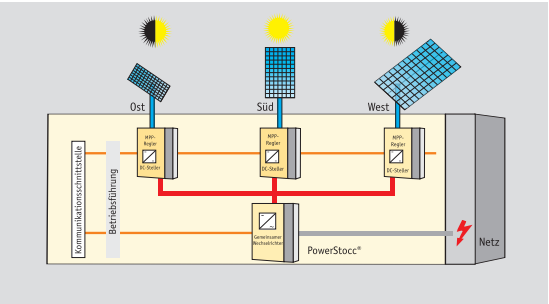 Ost
Süd
West
MPP-
Regler
DC-Steller
MPP-
Regler
DC-Steller
MPP-
Regler
DC-Steller
Kommunikationsschnittstelle
Betriebsführung
Gemeinsamer
Wechselrichter
PowerStocc®
Netz